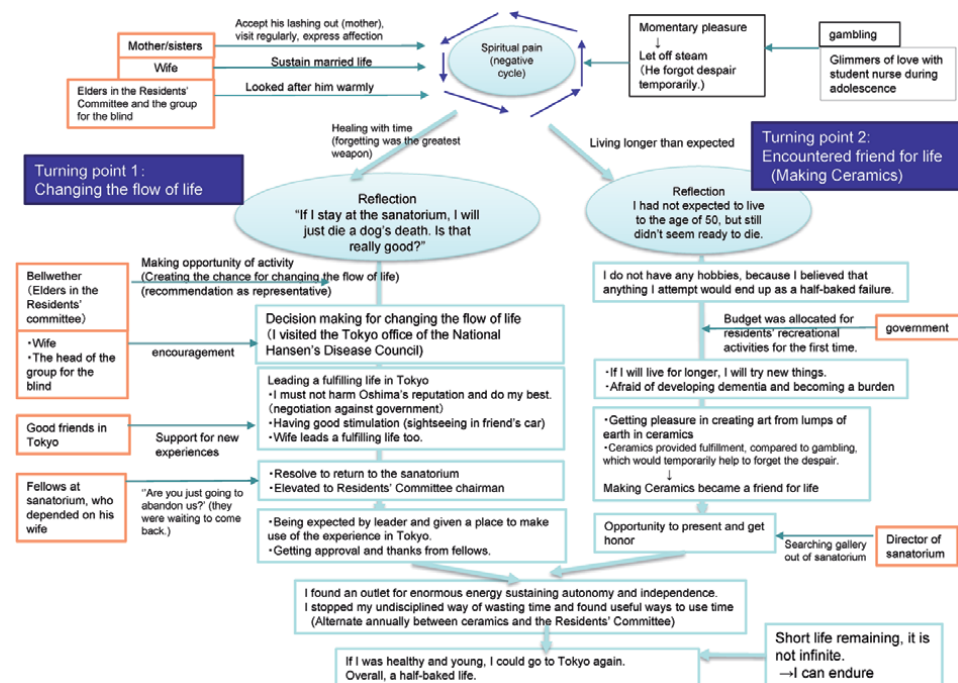 Accept his lashing out (mother),
visit regularly, express affection
Mother/sisters
Wife
Sustain married life
Elders in the Residents'
Committee and the group
for the blind
Looked after him warmly
Spiritual pain
(negative
cycle)
Momentary pleasure
↓
Let off steam
(He forgot despair
temporarily.)
gambling
Glimmers of love with
student nurse during
adolescence
Healing with time
(forgetting was the greatest
weapon)
Living longer than expected
Turning point 1:
Changing the flow of life
Turning point 2:
Encountered friend for life
(Making Ceramics)
Reflection
"If I stay at the sanatorium, I will
just die a dog's death. Is that
really good?"
Reflection
I had not expected to live
to the age of 50, but still
didn't seem ready to die.
Bellwether
(Elders in the
Residents'
committee)
Making opportunity of activity
(Creating the chance for changing the flow of life)
(recommendation as representative)
I do not have any hobbies, because I believed that
anything I attempt would end up as a half-baked failure.
・Wife
・The head of the
group for the
blind
encouragement
Decision making for changing the flow of life
(I visited the Tokyo office of the National
Hansen's Disease Council)
Budget was allocated for
residents' recreational
activities for the first time.
government
Leading a fulfilling life in Tokyo
・I must not harm Oshima's reputation and do my best.
(negotiation against government)
・Having good stimulation (sightseeing in friend's car)
・Wife leads a fulfilling life too.
・If I will live for longer, I will try new things.
・Afraid of developing dementia and becoming a burden
Good friends in
Tokyo
Support for new
experiences
・Getting pleasure in creating art from lumps of
earth in ceramics
・Ceramics provided fulfillment, compared to gambling,
which would temporarily help to forget the despair.
↓
Making Ceramics became a friend for life
Fellows at
sanatorium, who
depended on his
wife
"Are you just going to
abandon us?' (they
were waiting to come
back.)
・Resolve to return to the sanatorium
・Elevated to Residents' Committee chairman
・Being expected by leader and given a place to make
use of the experience in Tokyo.
・Getting approval and thanks from fellows.
Opportunity to present and get
honor
Searching gallery
out of sanatorium
Director of
sanatorium
I found an outlet for enormous energy sustaining autonomy and independence.
I stopped my undisciplined way of wasting time and found useful ways to use time
(Alternate annually between ceramics and the Residents' Committee)
If I was healthy and young, I could go to Tokyo again.
Overall, a half-baked life.
Short life remaining, it is
not infinite.
→I can endure